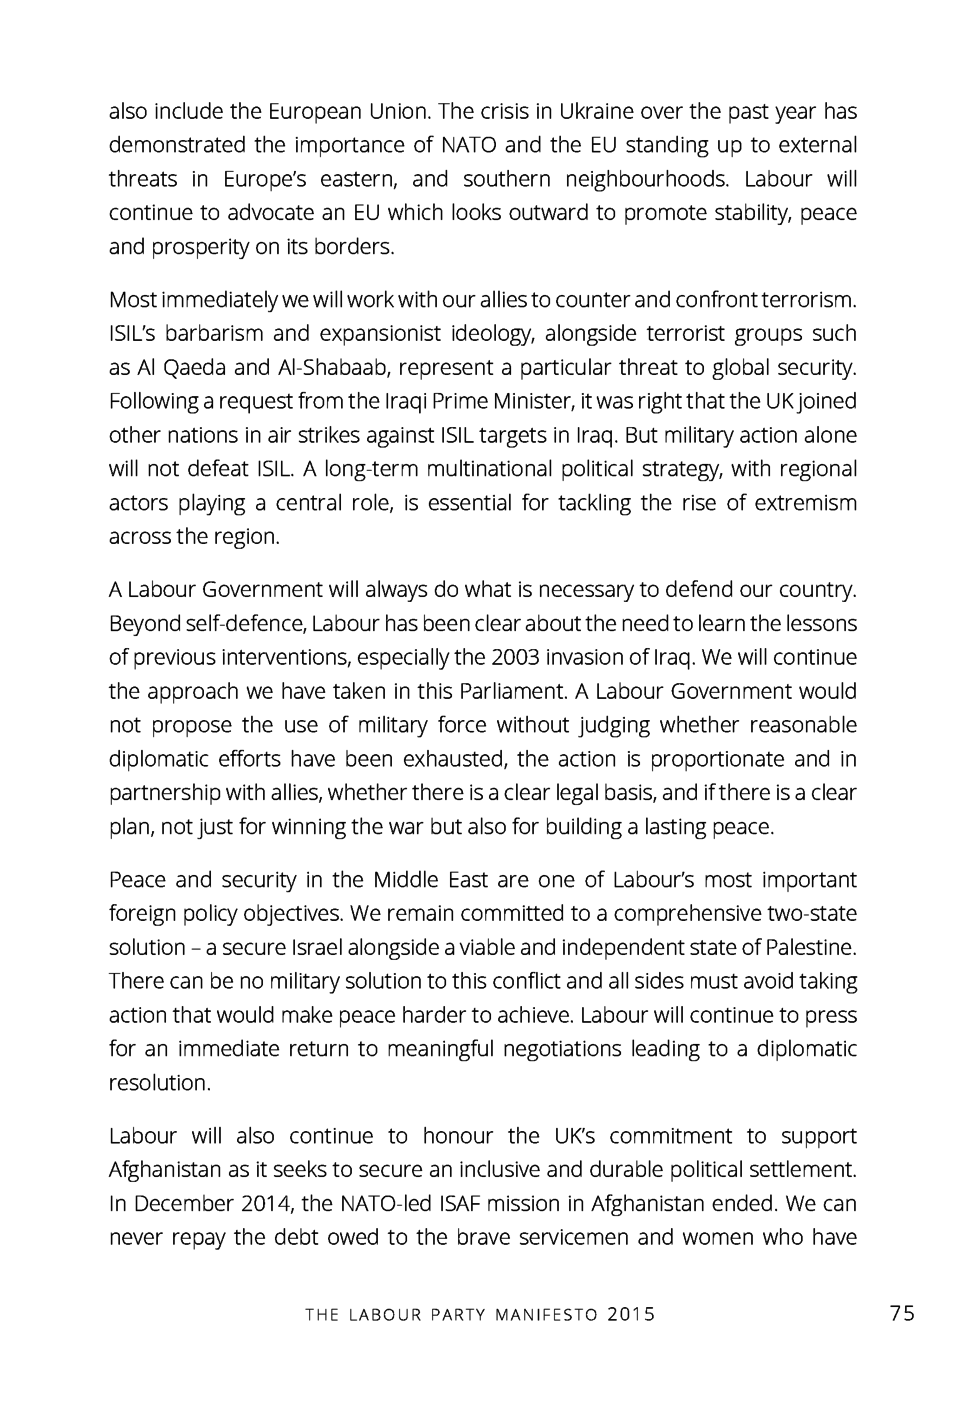 also include the European Union. The crisis in Ukraine over the past year has
demonstrated the importance of NATO and the EU standing up to external
threats in Europe’s eastern, and southern neighbourhoods. Labour will
continue to advocate an EU which looks outward to promote stability, peace
and prosperity on its borders.
Most immediately we will work with our allies to counter and confront terrorism.
ISIL’s barbarism and expansionist ideology, alongside terrorist groups such
as Al Qaeda and Al-Shabaab, represent a particular threat to global security.
Following a request from the Iraqi Prime Minister, it was right that the UK joined
other nations in air strikes against ISIL targets in Iraq. But military action alone
will not defeat ISIL. A long-term multinational political strategy, with regional
actors playing a central role, is essential for tackling the rise of extremism
across the region.
A Labour Government will always do what is necessary to defend our country.
Beyond self-defence, Labour has been clear about the need to learn the lessons
of previous interventions, especially the 2003 invasion of Iraq. We will continue
the approach we have taken in this Parliament. A Labour Government would
not propose the use of military force without judging whether reasonable
diplomatic efforts have been exhausted, the action is proportionate and in
partnership with allies, whether there is a clear legal basis, and if there is a clear
plan, not just for winning the war but also for building a lasting peace.
Peace and security in the Middle East are one of Labour’s most important
foreign policy objectives. We remain committed to a comprehensive two-state
solution – a secure Israel alongside a viable and independent state of Palestine.
There can be no military solution to this conflict and all sides must avoid taking
action that would make peace harder to achieve. Labour will continue to press
for an immediate return to meaningful negotiations leading to a diplomatic
resolution.
Labour will also continue to honour the UK’s commitment to support
Afghanistan as it seeks to secure an inclusive and durable political settlement.
In December 2014, the NATO-led ISAF mission in Afghanistan ended. We can
never repay the debt owed to the brave servicemen and women who have
THE LABOUR PARTY MANIFESTO 2015 75